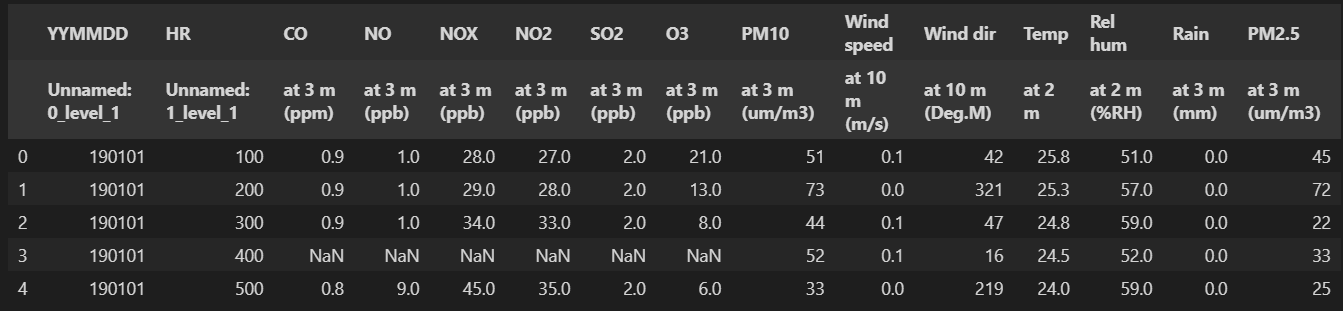 YYMMDD HR CO NO NOX NO2 SO2 O3 PM10 Wind speed Wind dir Temp Rel hum Rain PM2.5
Unnamed: 0_level_1 Unnamed: 1_level_1 at 3 m (ppm) at 3 m (ppb) at 3 m (ppb) at 3 m (ppb) at 3 m (ppb) at 3 m (ppb) at 3 m (um/m3) at 10 m (m/s) at 10 m (Deg.M) at 2 m at 2 m (%RH) at 3 m (mm) at 3 m (um/m3)
0 190101 100 0.9 1.0 28.0 27.0 2.0 21.0 51 0.1 42 25.8 51.0 0.0 45
1 190101 200 0.9 1.0 29.0 28.0 2.0 13.0 73 0.0 321 25.3 57.0 0.0 72
2 190101 300 0.9 1.0 34.0 33.0 2.0 8.0 44 0.1 47 24.8 59.0 0.0 22
3 190101 400 NaN NaN NaN NaN NaN NaN 52 0.1 16 24.5 52.0 0.0 33
4 190101 500 0.8 9.0 45.0 35.0 2.0 6.0 33 0.0 219 24.0 59.0 0.0 25